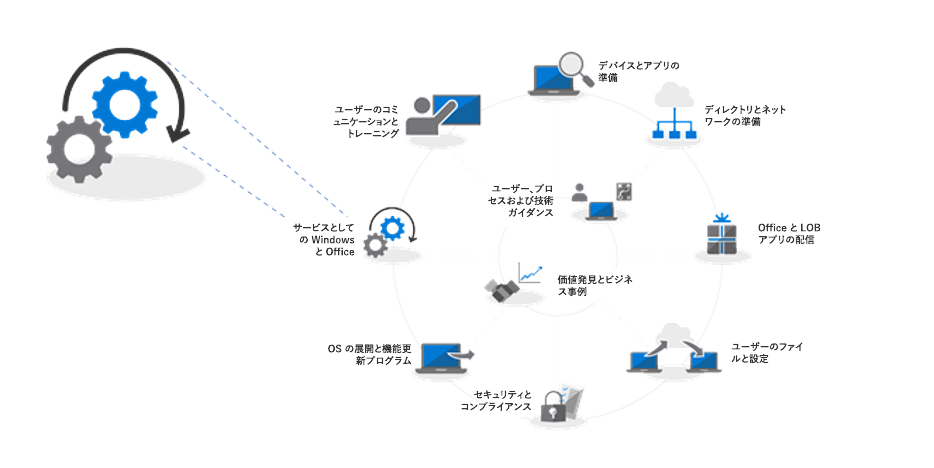 デバイスとアプリの
準備
ユーザーのコミ
ュニケーションと
トレーニング
ディレクトリとネット
ワークの準備
ユーザー、プロ
セスおよび技術
ガイダンス
サービスとして
の Windows
と Office
Office と LOB
アプリの配信
価値発見とビジネ
ス事例
OS の展開と機能更
新プログラム
ユーザーのファイ
ルと設定
セキュリティと
コンプライアンス